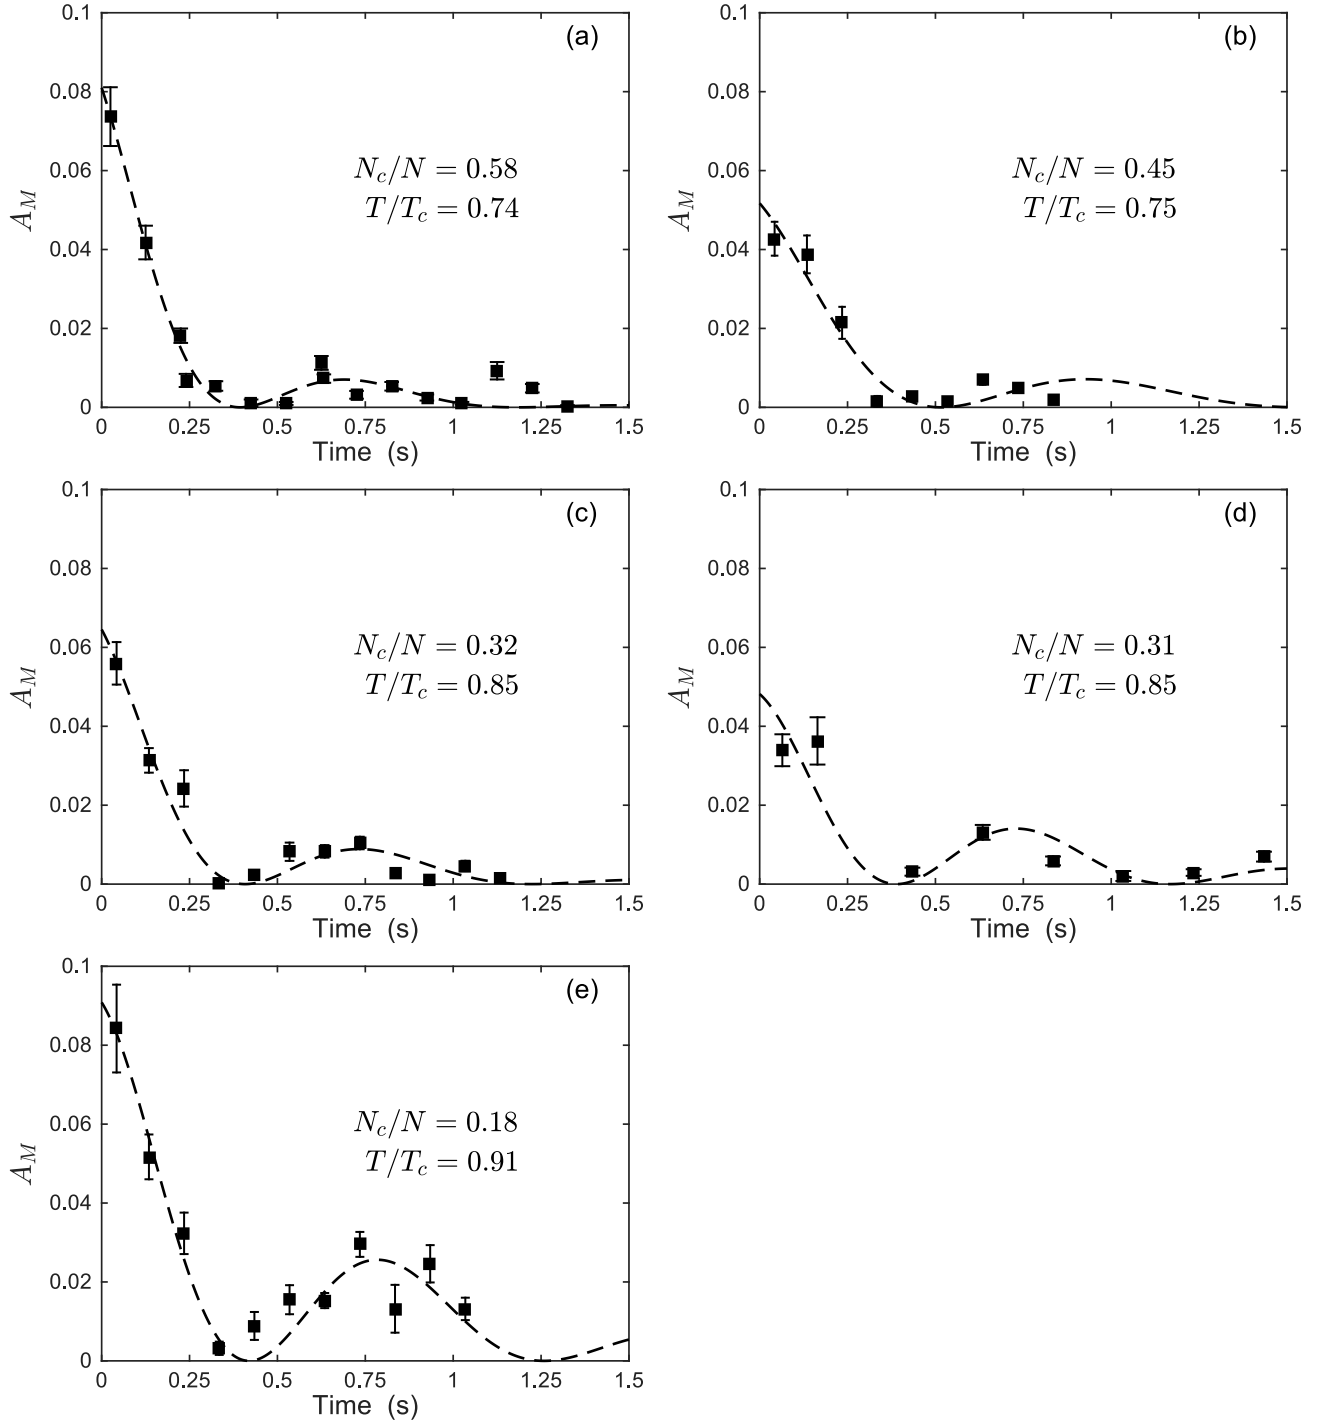 (a)
0.1
0.08
0.06
0.04
0.02
0
A_M
N_c/N = 0.58
T/T_c = 0.74
0 0.25 0.5 0.75 1 1.25 1.5
Time (s)
(b)
0.1
0.08
0.06
0.04
0.02
0
A_M
N_c/N = 0.45
T/T_c = 0.75
0 0.25 0.5 0.75 1 1.25 1.5
Time (s)
(c)
0.1
0.08
0.06
0.04
0.02
0
A_M
N_c/N = 0.32
T/T_c = 0.85
0 0.25 0.5 0.75 1 1.25 1.5
Time (s)
(d)
0.1
0.08
0.06
0.04
0.02
0
A_M
N_c/N = 0.31
T/T_c = 0.85
0 0.25 0.5 0.75 1 1.25 1.5
Time (s)
(e)
0.1
0.08
0.06
0.04
0.02
0
A_M
N_c/N = 0.18
T/T_c = 0.91
0 0.25 0.5 0.75 1 1.25 1.5
Time (s)